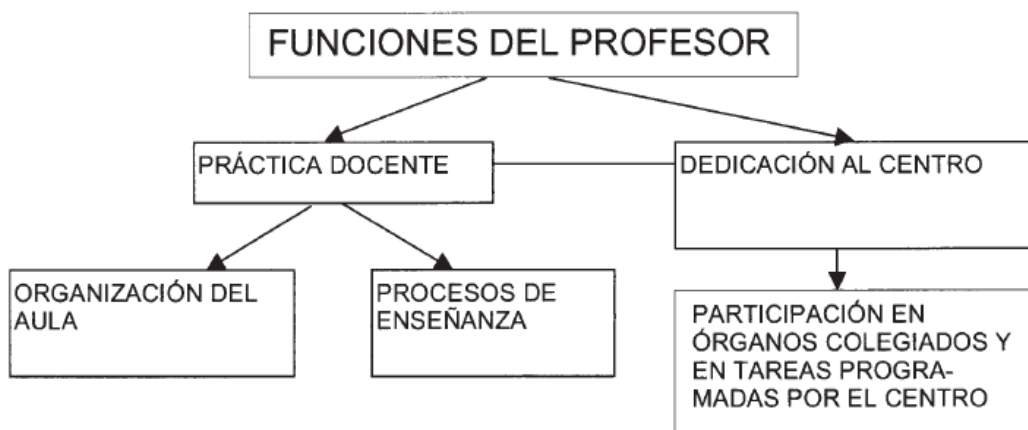 FUNCIONES DEL PROFESOR
PRÁCTICA DOCENTE
DEDICACIÓN AL CENTRO
ORGANIZACIÓN DEL
AULA
PROCESOS DE
ENSEÑANZA
PARTICIPACIÓN EN
ÓRGANOS COLEGIADOS Y
EN TAREAS PROGRA-
MADAS POR EL CENTRO